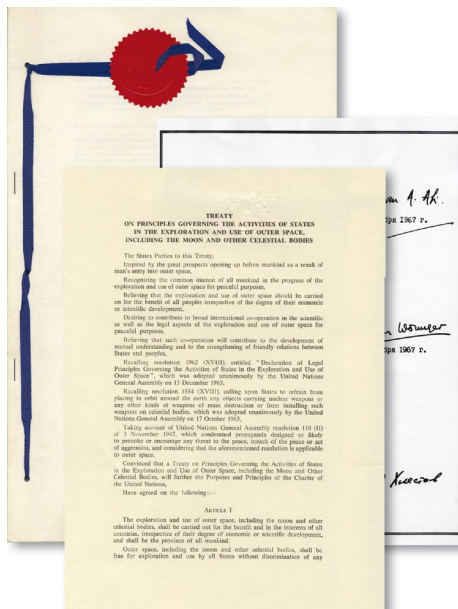 TREATY
ON PRINCIPLES GOVERNING THE ACTIVITIES OF STATES
IN THE EXPLORATION AND USE OF OUTER SPACE,
INCLUDING THE MOON AND OTHER CELESTIAL BODIES
The States Parties to this Treaty,
Inspired by the great prospects opening up before mankind as a result of
man's entry into outer space,
Recognizing the common interest of all mankind in the progress of the
exploration and use of outer space for peaceful purposes,
Believing that the exploration and use of outer space should be carried
on for the benefit of all peoples irrespective of the degree of their economic
or scientific development,
Desiring to contribute to broad international co-operation in the scientific
as well as the legal aspects of the exploration and use of outer space for
peaceful purposes,
Believing that such co-operation will contribute to the development of
mutual understanding and to the strengthening of friendly relations between
States and peoples,
Recalling resolution 1962 (XVIII), entitled "Declaration of Legal
Principles Governing the Activities of States in the Exploration and Use of
Outer Space", which was adopted unanimously by the United Nations
General Assembly on 13 December 1963,
Recalling resolution 1884 (XVIII), calling upon States to refrain from
placing in orbit around the earth any objects carrying nuclear weapons or
any other kinds of weapons of mass destruction or from installing such
weapons on celestial bodies, which was adopted unanimously by the United
Nations General Assembly on 17 October 1963,
Taking account of United Nations General Assembly resolution 110 (II)
of 3 November 1947, which condemned propaganda designed or likely
to provoke or encourage any threat to the peace, breach of the peace or act
of aggression, and considering that the aforementioned resolution is applicable
to outer space,
Convinced that a Treaty on Principles Governing the Activities of States
in the Exploration and Use of Outer Space, including the Moon and Other
Celestial Bodies, will further the Purposes and Principles of the Charter of
the United Nations,
Have agreed on the following:—
ARTICLE I
The exploration and use of outer space, including the moon and other
celestial bodies, shall be carried out for the benefit and in the interests of all
countries, irrespective of their degree of economic or scientific development,
and shall be the province of all mankind.
Outer space, including the moon and other celestial bodies, shall be
free for exploration and use by all States without discrimination of any
1967 г.
1967 г.